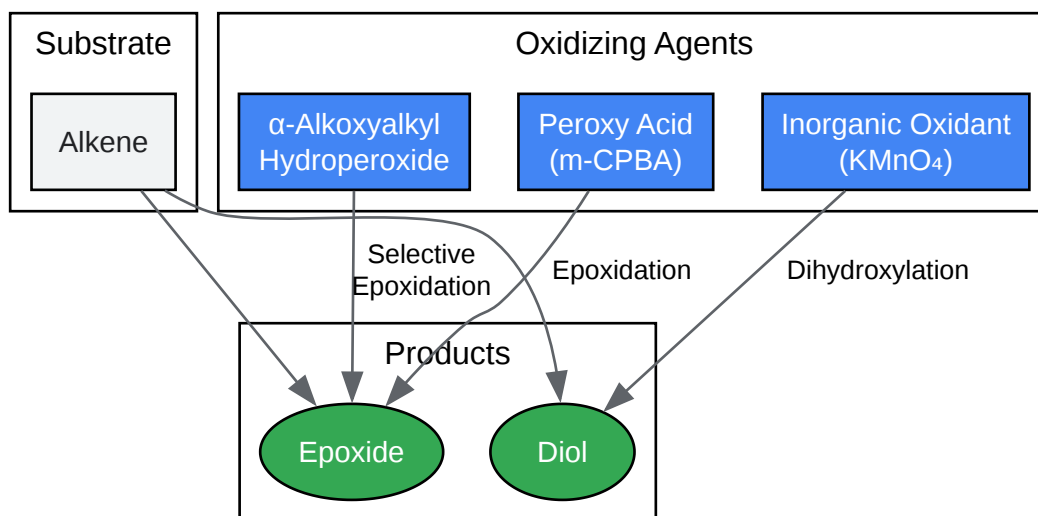 Substrate
Oxidizing Agents
Alkene
α-Alkoxyalkyl
Hydroperoxide
Peroxy Acid
(m-CPBA)
Inorganic Oxidant
(KMnO₄)
Selective
Epoxidation
Epoxidation
Dihydroxylation
Products
Epoxide
Diol